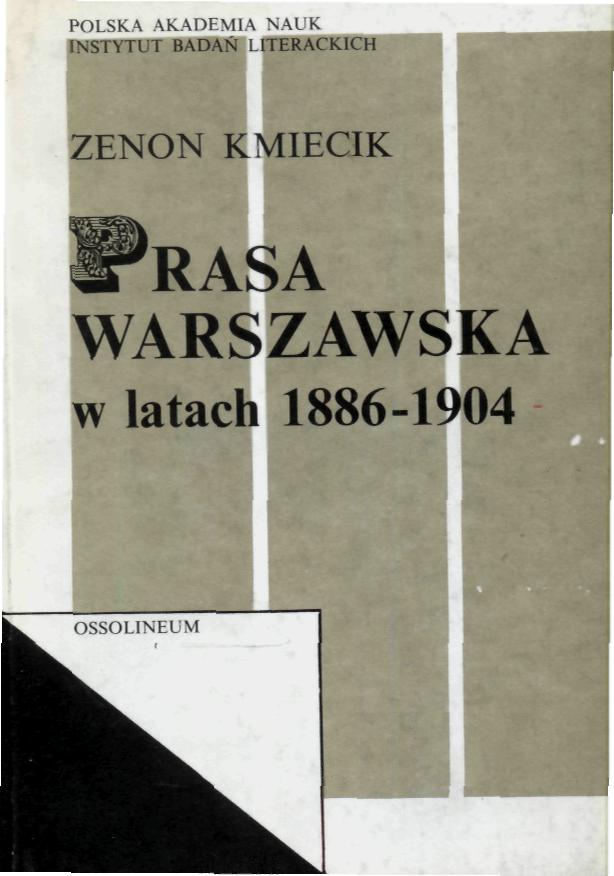 POLSKA AKADEMIA NAUK
INSTYTUT BADAŃ LITERACKICH
ZENON KMIECIK
PRASA
WARSZAWSKA
w latach 1886-1904
OSSOLINEUM